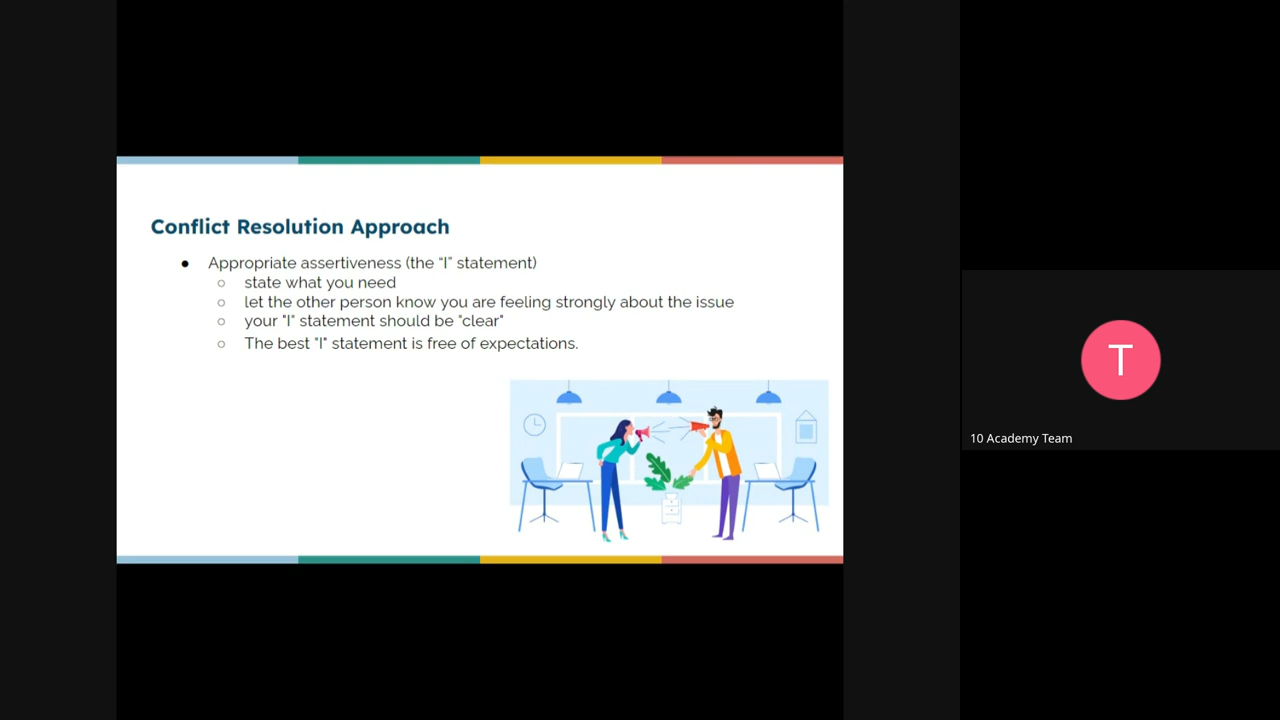 Conflict Resolution Approach
● Appropriate assertiveness (the “I” statement)
○ state what you need
○ let the other person know you are feeling strongly about the issue
○ your "I" statement should be "clear"
○ The best "I" statement is free of expectations.
T
10 Academy Team